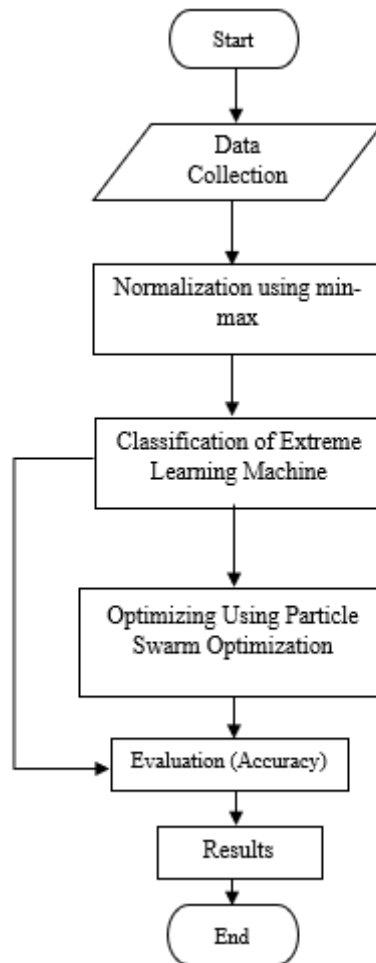 Start
Data
Collection
Normalization using min-
max
Classification of Extreme
Learning Machine
Optimizing Using Particle
Swarm Optimization
Evaluation (Accuracy)
Results
End